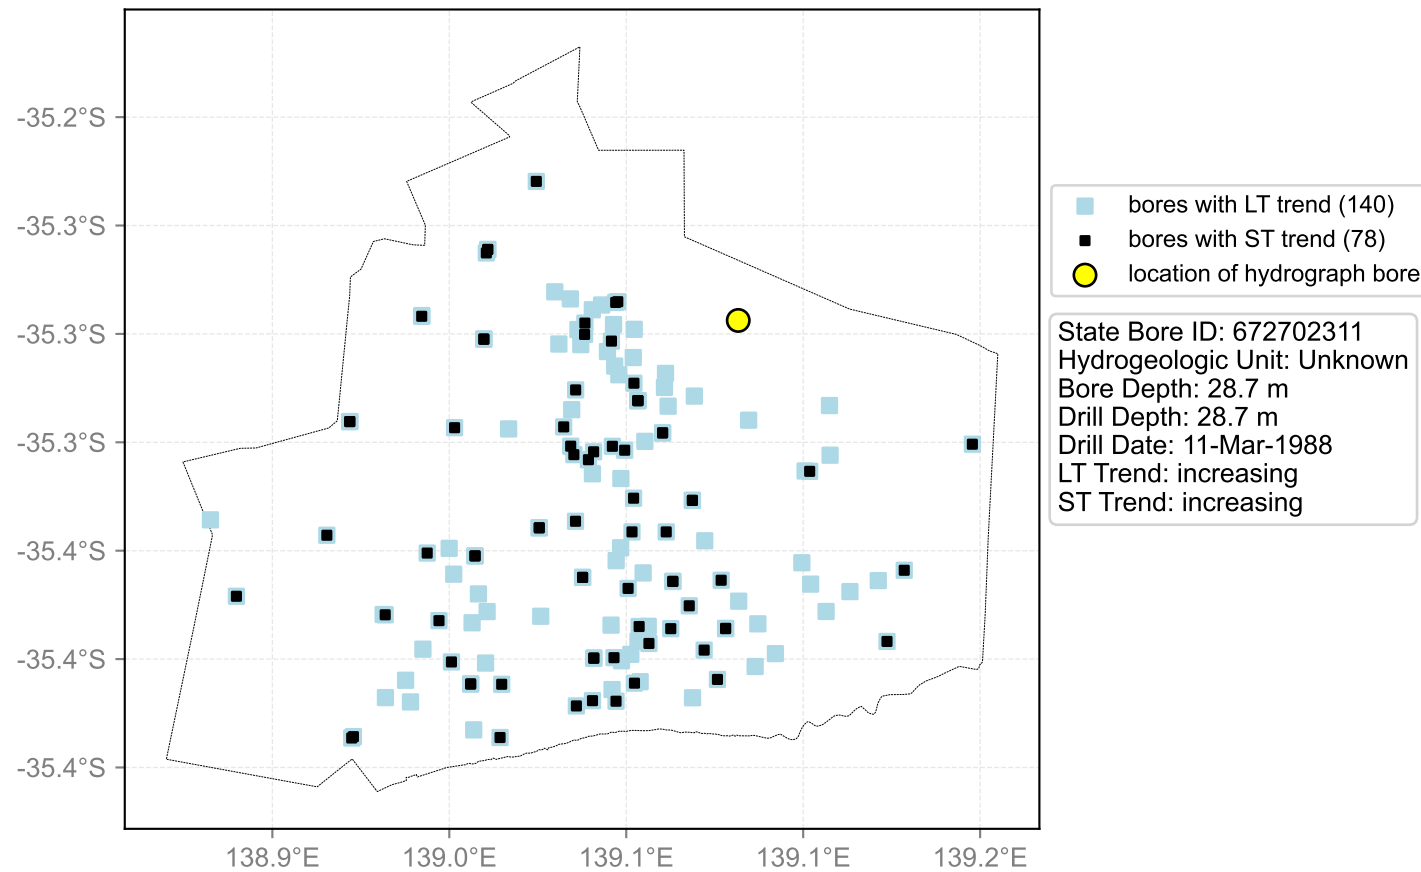 -35.2°S
-35.3°S
-35.3°S
-35.3°S
-35.4°S
-35.4°S
-35.4°S
138.9°E
139.0°E
139.1°E
139.1°E
139.2°E
bores with LT trend (140)
bores with ST trend (78)
location of hydrograph bore
State Bore ID: 672702311
Hydrogeologic Unit: Unknown
Bore Depth: 28.7 m
Drill Depth: 28.7 m
Drill Date: 11-Mar-1988
LT Trend: increasing
ST Trend: increasing